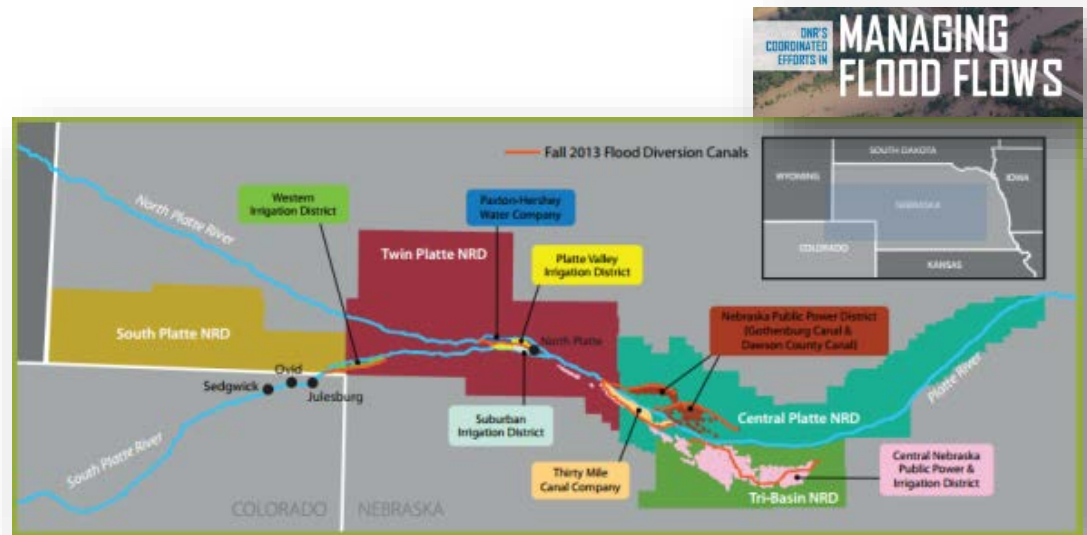 DNR'S
COORDINATED
EFFORTS IN
MANAGING
FLOOD FLOWS
Fall 2013 Flood Diversion Canals
SOUTH DAKOTA
WYOMING
IOWA
NEBRASKA
COLORADO
KANSAS
North Platte River
Western
Irrigation District
Paxton-Hershey
Water Company
Twin Platte NRD
Platte Valley
Irrigation District
South Platte NRD
Nebraska Public Power District
(Gothenburg Canal &
Dawson County Canal)
North Platte
Ovid
Sedgwick
Julesburg
Suburban
Irrigation District
Central Platte NRD
Platte River
South Platte River
Thirty Mile
Canal Company
Central Nebraska
Public Power &
Irrigation District
Tri-Basin NRD
COLORADO
NEBRASKA